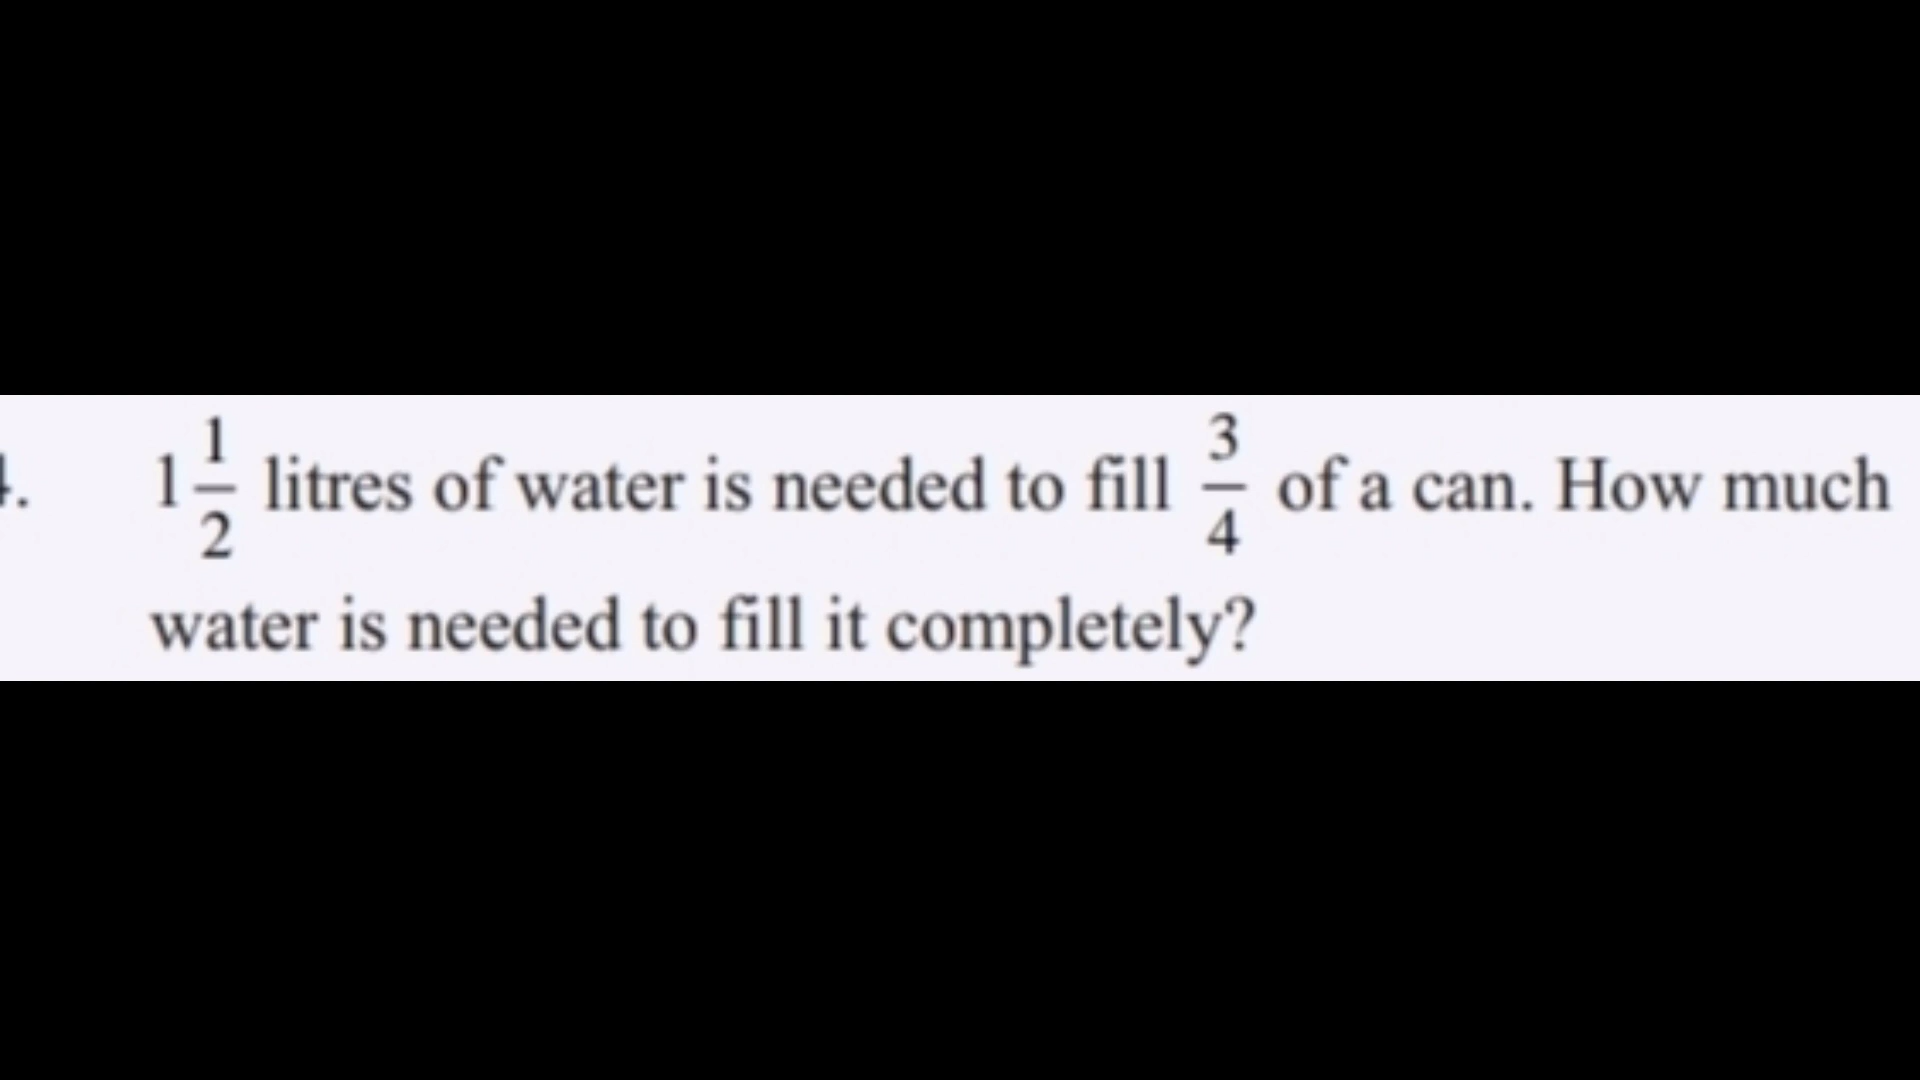 1 1/2 litres of water is needed to fill 3/4 of a can. How much
water is needed to fill it completely?